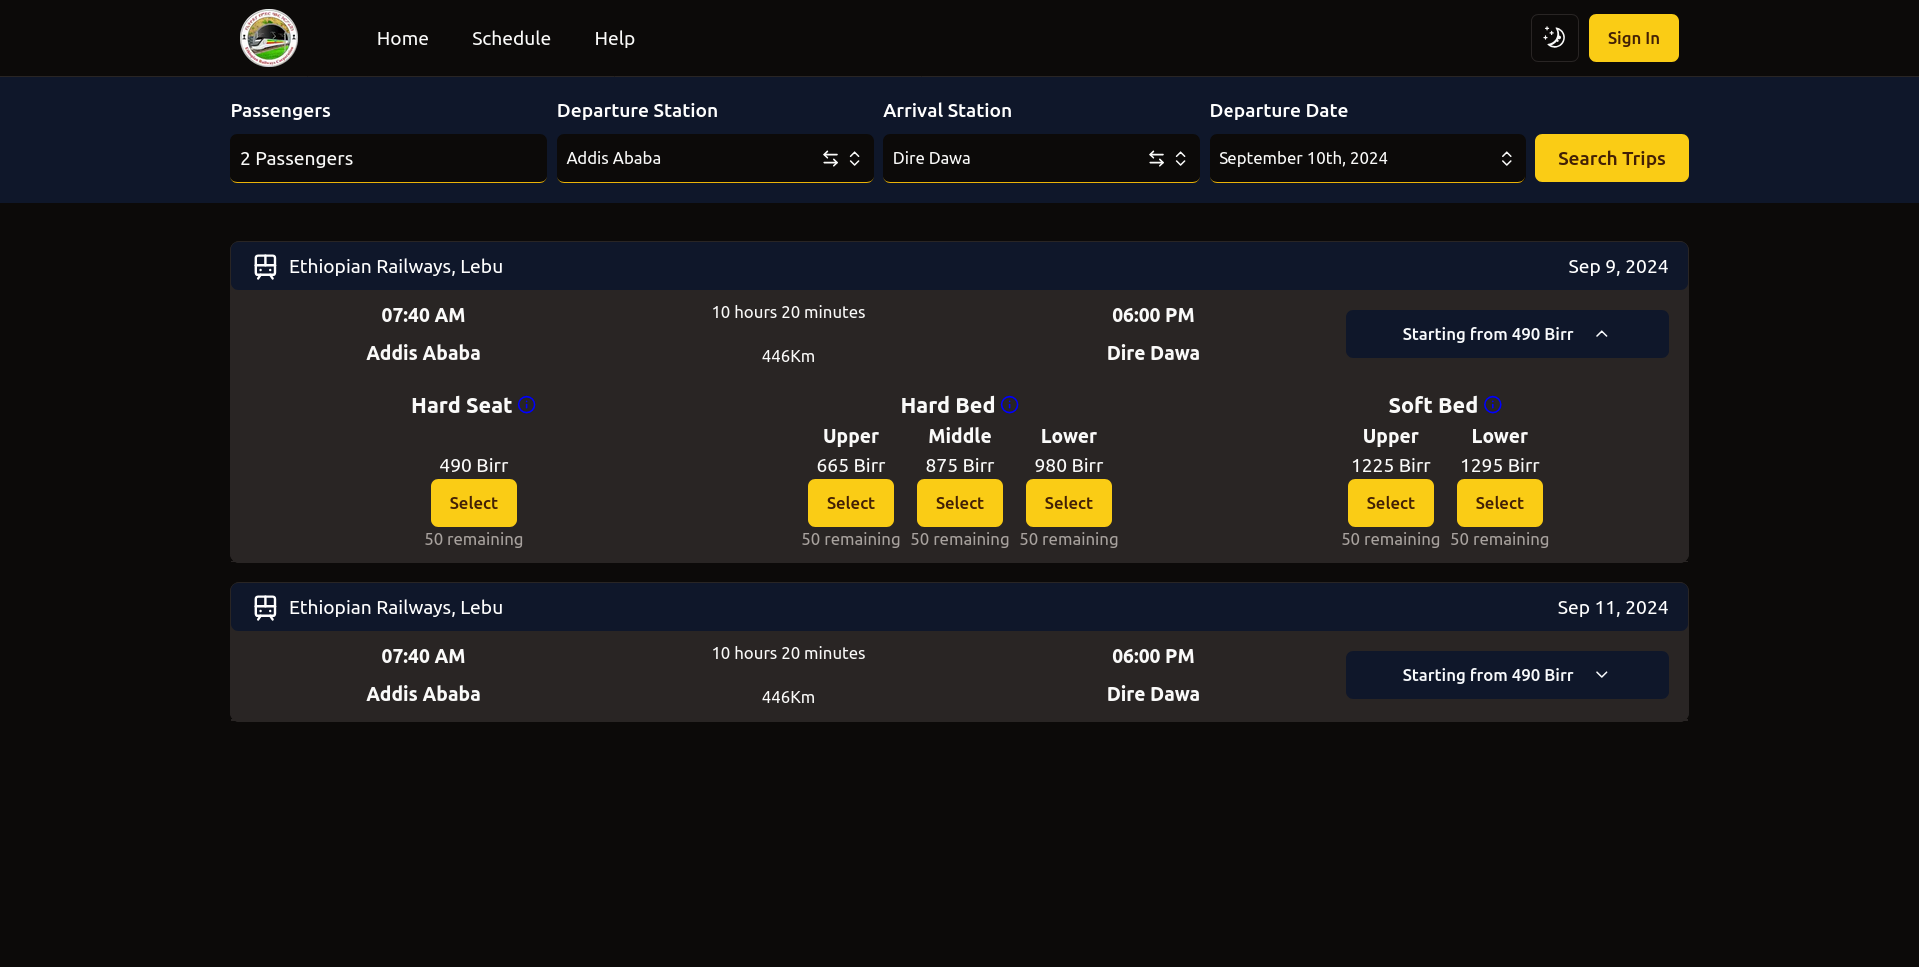 Home Schedule Help Sign In
Passengers Departure Station Arrival Station Departure Date
2 Passengers Addis Ababa Dire Dawa September 10th, 2024 Search Trips
Ethiopian Railways, Lebu Sep 9, 2024
07:40 AM 10 hours 20 minutes 06:00 PM
Starting from 490 Birr
Addis Ababa 446Km Dire Dawa
Hard Seat Hard Bed Soft Bed
Upper Middle Lower Upper Lower
490 Birr 665 Birr 875 Birr 980 Birr 1225 Birr 1295 Birr
Select Select Select Select Select Select
50 remaining 50 remaining 50 remaining 50 remaining 50 remaining 50 remaining
Ethiopian Railways, Lebu Sep 11, 2024
07:40 AM 10 hours 20 minutes 06:00 PM
Starting from 490 Birr
Addis Ababa 446Km Dire Dawa